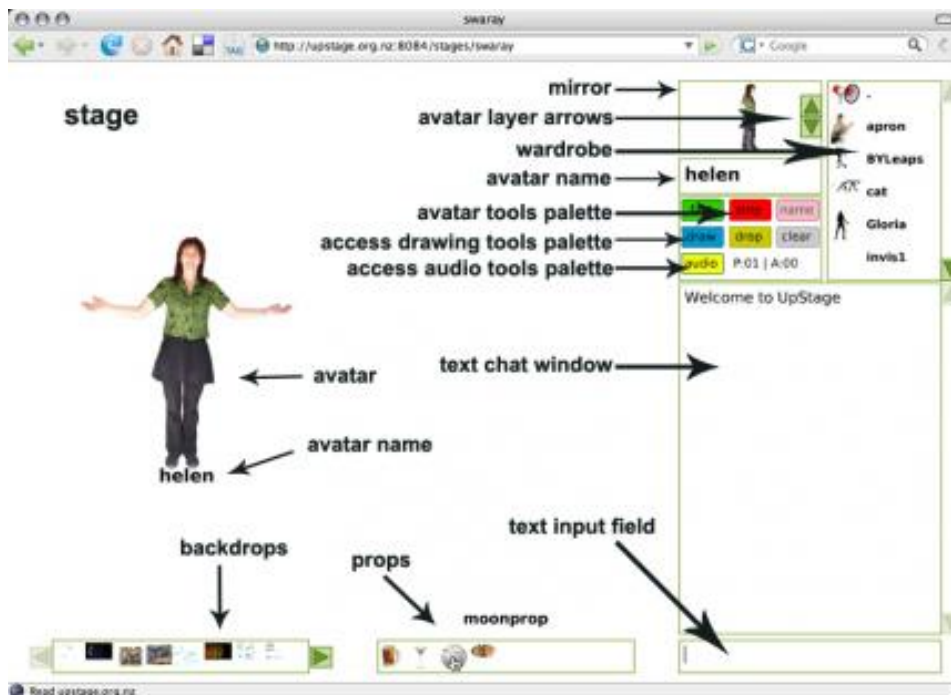 swaray
http://upstage.org.nz:8084/stages/swaray
Google
stage
mirror
avatar layer arrows
wardrobe
avatar name
avatar tools palette
access drawing tools palette
access audio tools palette
helen
name
draw drop clear
audio P:01 | A:00
-
apron
BYLeaps
cat
Gloria
invis1
Welcome to UpStage
text chat window
avatar
avatar name
helen
text input field
backdrops
props
moonprop
Read upstage.org.nz